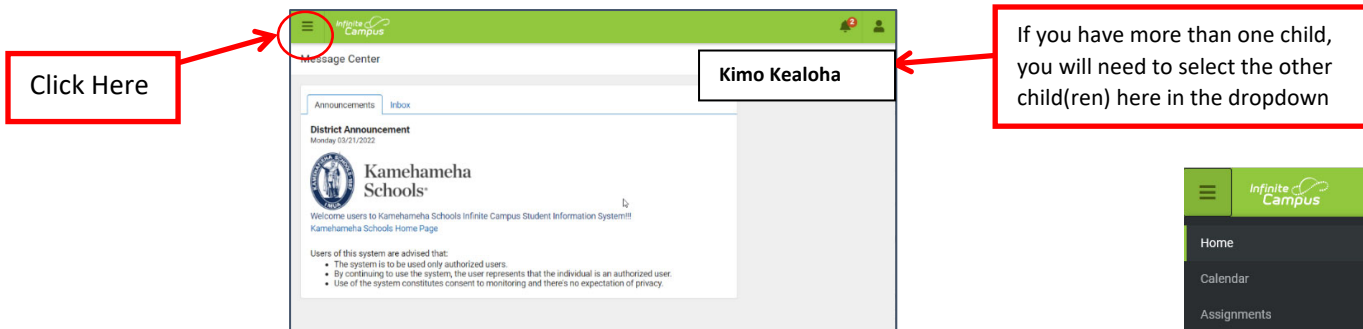 Click Here
Infinite
Campus
2
Message Center
Kimo Kealoha
If you have more than one child,
you will need to select the other
child(ren) here in the dropdown
Announcements Inbox
District Announcement
Monday 03/21/2022
Kamehameha
Schools
Welcome users to Kamehameha Schools Infinite Campus Student Information System!!!
Kamehameha Schools Home Page
Users of this system are advised that:
• The system is to be used only authorized users.
• By continuing to use the system, the user represents that the individual is an authorized user.
• Use of the system constitutes consent to monitoring and there's no expectation of privacy.
Infinite
Campus
Home
Calendar
Assignments